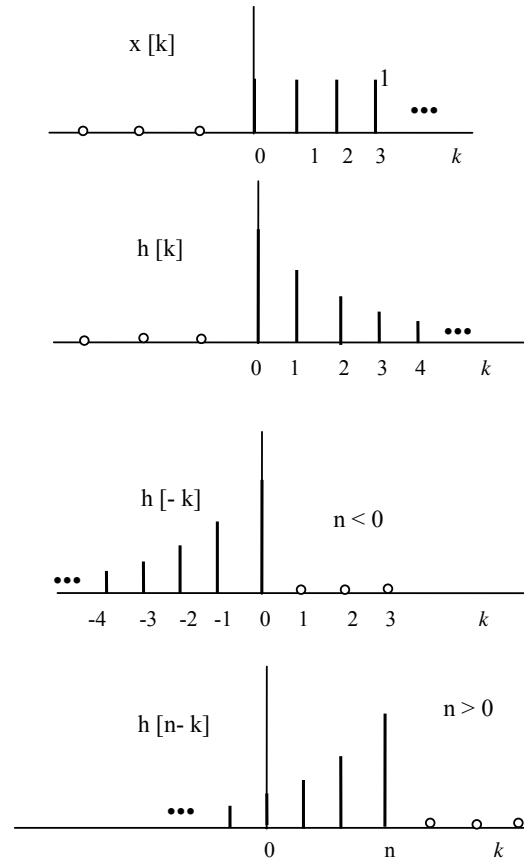 x [k]
1
•••
0 1 2 3 k
h [k]
•••
0 1 2 3 4 k
h [- k]
n < 0
•••
-4 -3 -2 -1 0 1 2 3 k
h [n- k]
n > 0
•••
0 n k